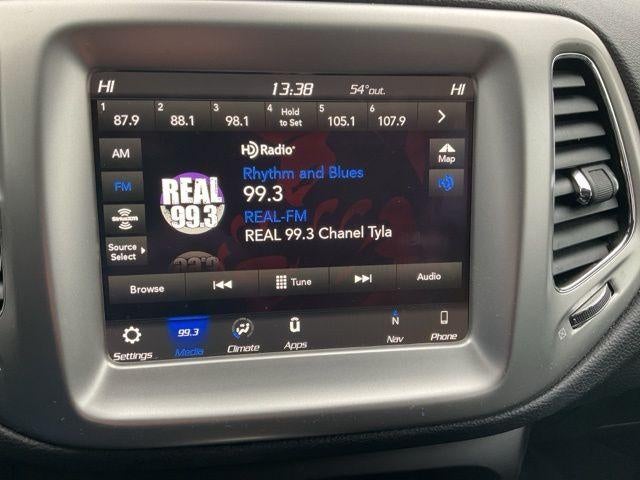 HI 13:38 54°out. HI
1 87.9 2 88.1 3 98.1 4 Hold to Set 5 105.1 6 107.9
AM
HD Radio
Map
Rhythm and Blues
FM
REAL 99.3
99.3
REAL-FM
SiriusXM
REAL 99.3 Chanel Tyla
Source Select
99.3
Browse Tune Audio
Settings 99.3 Media Climate Apps N Nav Phone